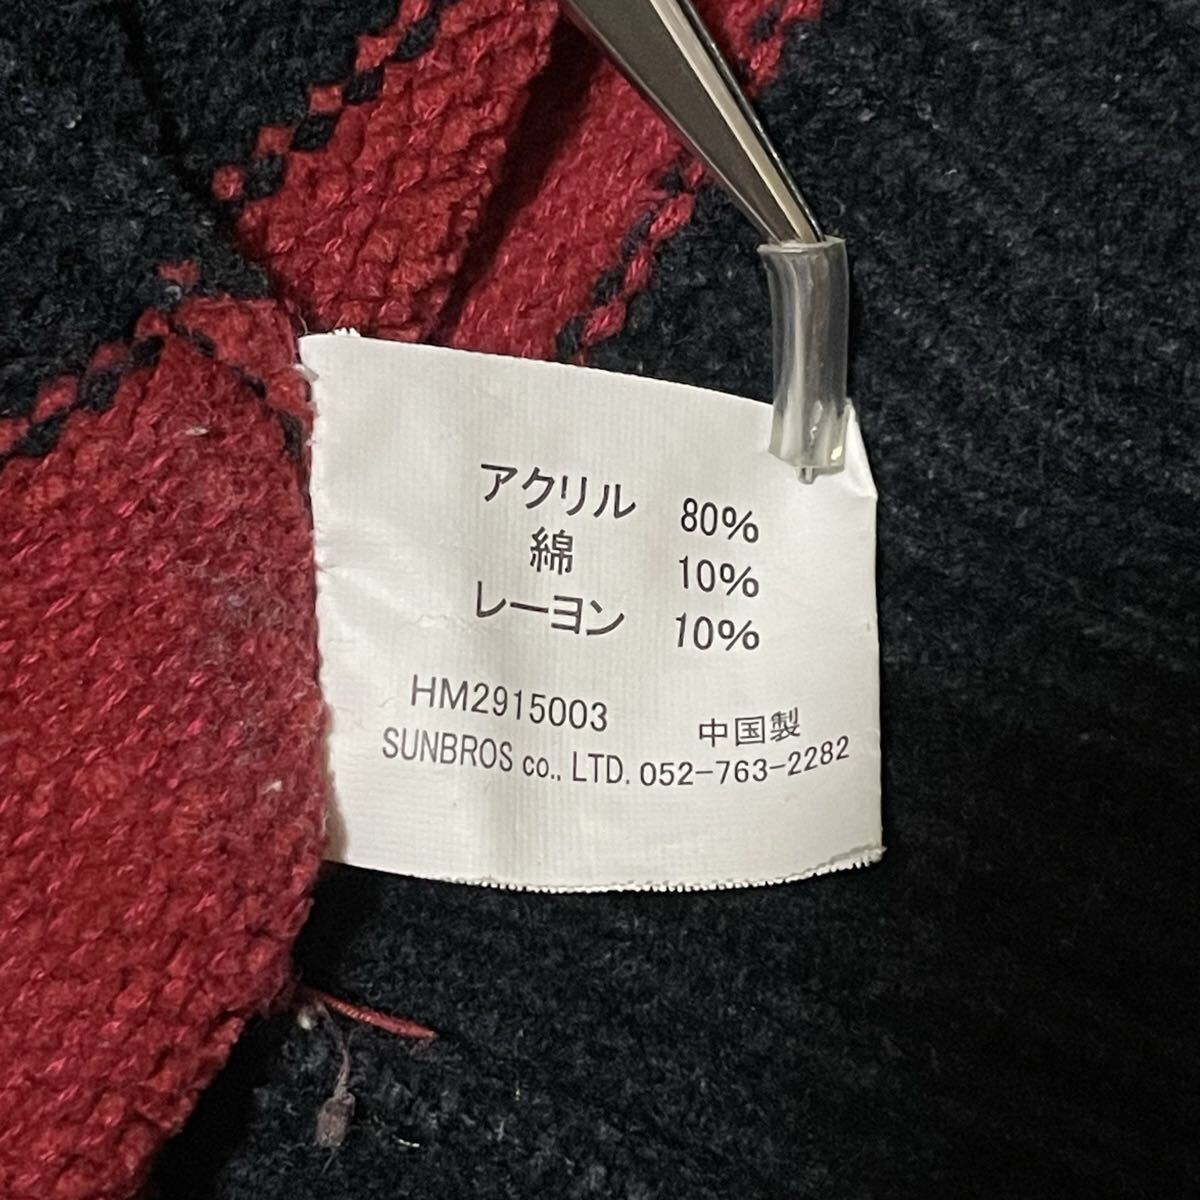 アクリル 80%
綿 10%
レーヨン 10%
HM2915003 中国製
SUNBROS co., LTD. 052-763-2282